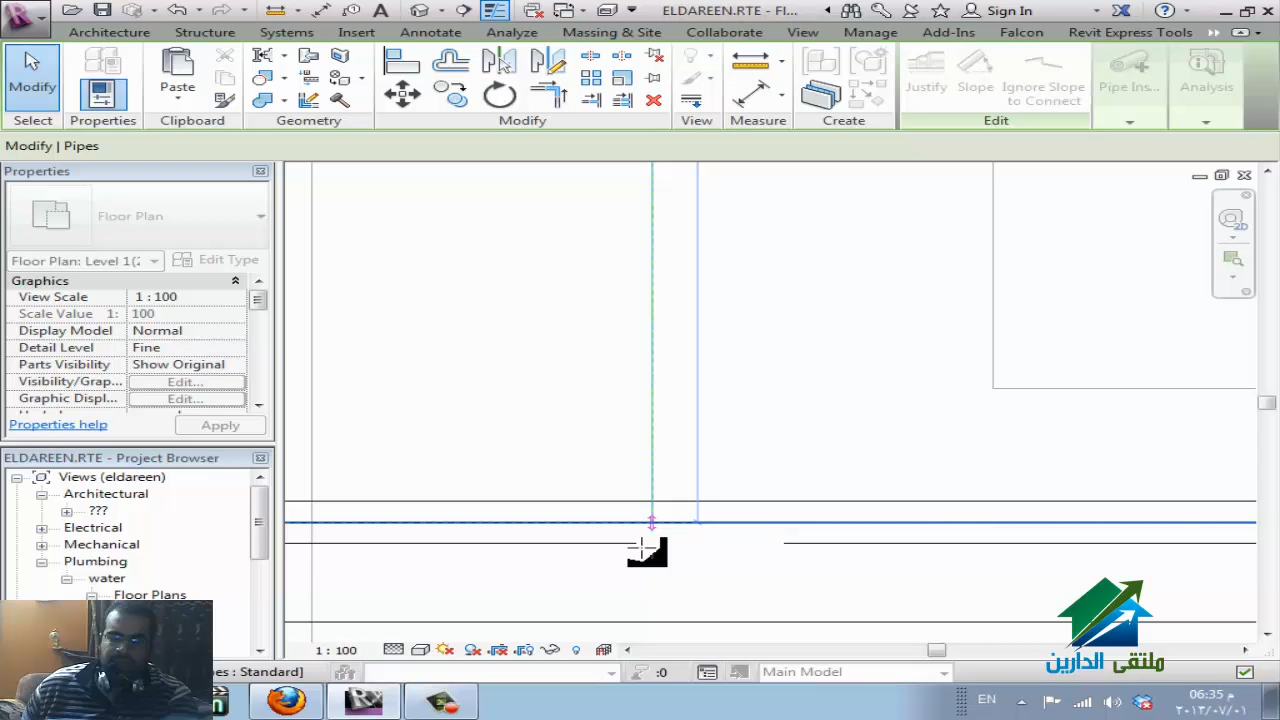 ELDAREEN.RTE - Fl...
Sign In
Architecture Structure Systems Insert Annotate Analyze Massing & Site Collaborate View Manage Add-Ins Falcon Revit Express Tools
Modify
Paste
Justify Slope Ignore Slope to Connect
Pipe Ins...
Analysis
Select Properties Clipboard Geometry Modify View Measure Create Edit
Modify | Pipes
Properties
Floor Plan
Floor Plan: Level 1(
Edit Type
Graphics
View Scale 1 : 100
Scale Value 1: 100
Display Model Normal
Detail Level Fine
Parts Visibility Show Original
Visibility/Grap... Edit...
Graphic Displ... Edit...
Properties help
Apply
ELDAREEN.RTE - Project Browser
Views (eldareen)
Architectural
???
Electrical
Mechanical
Plumbing
water
Floor Plans
2D
1 : 100
: Standard]
:0
Main Model
ملتقى الدارين
EN
06:35 م
٢٠١٣/٠٧/٠١